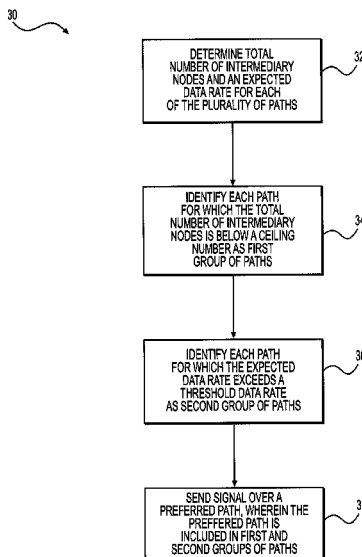 30
DETERMINE TOTAL
NUMBER OF INTERMEDIARY
NODES AND AN EXPECTED
DATA RATE FOR EACH
OF THE PLURALITY OF PATHS
32
IDENTIFY EACH PATH
FOR WHICH THE TOTAL
NUMBER OF INTERMEDIARY
NODES IS BELOW A CEILING
NUMBER AS FIRST
GROUP OF PATHS
34
IDENTIFY EACH PATH
FOR WHICH THE EXPECTED
DATA RATE EXCEEDS A
THRESHOLD DATA RATE
AS SECOND GROUP OF PATHS
SEND SIGNAL OVER A
PREFERRED PATH, WHEREIN THE
PREFFERED PATH IS
INCLUDED IN FIRST AND
SECOND GROUPS OF PATHS